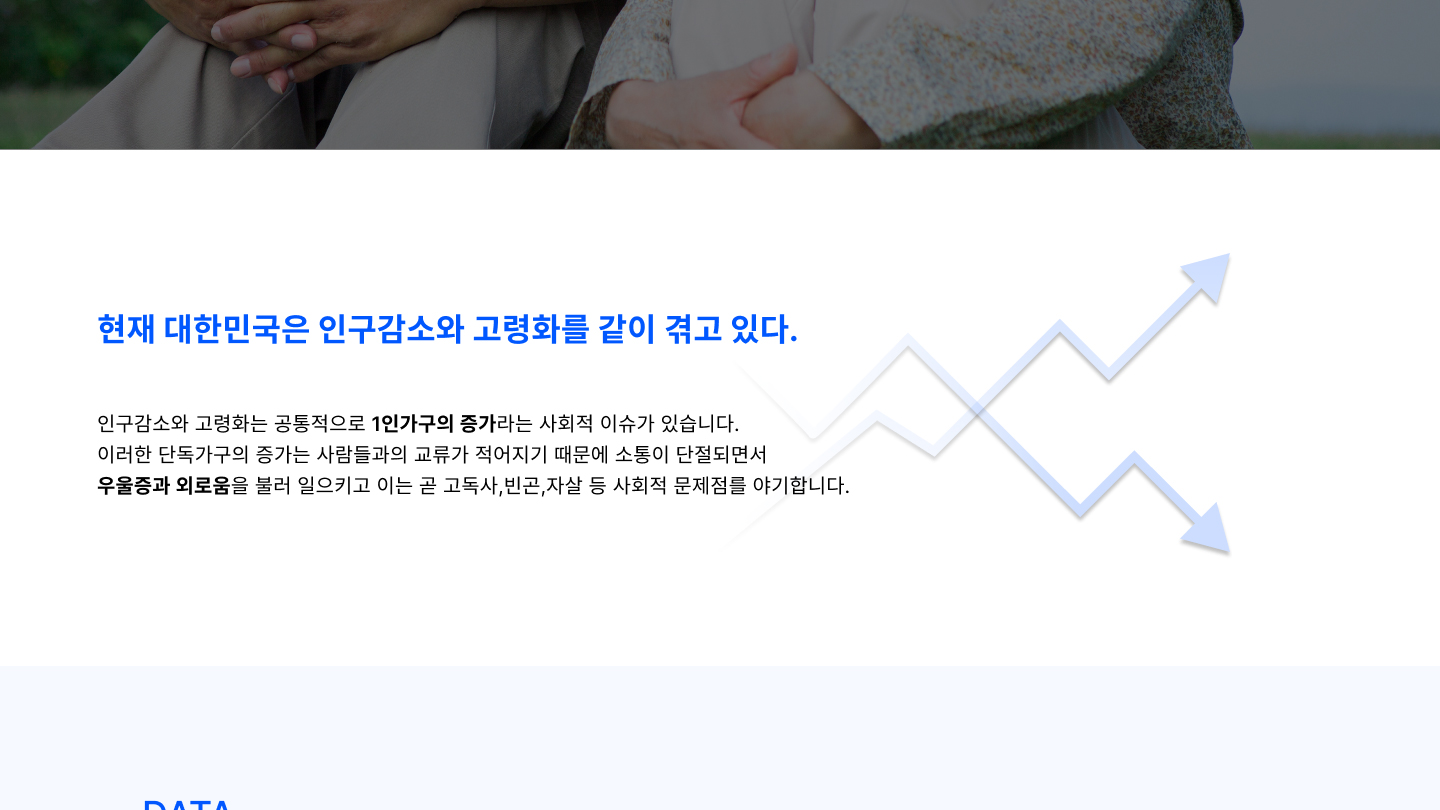 현재 대한민국은 인구감소와 고령화를 같이 겪고 있다.
인구감소와 고령화는 공통적으로 1인가구의 증가라는 사회적 이슈가 있습니다.
이러한 단독가구의 증가는 사람들과의 교류가 적어지기 때문에 소통이 단절되면서
우울증과 외로움을 불러 일으키고 이는 곧 고독사,빈곤,자살 등 사회적 문제점를 야기합니다.
DATA